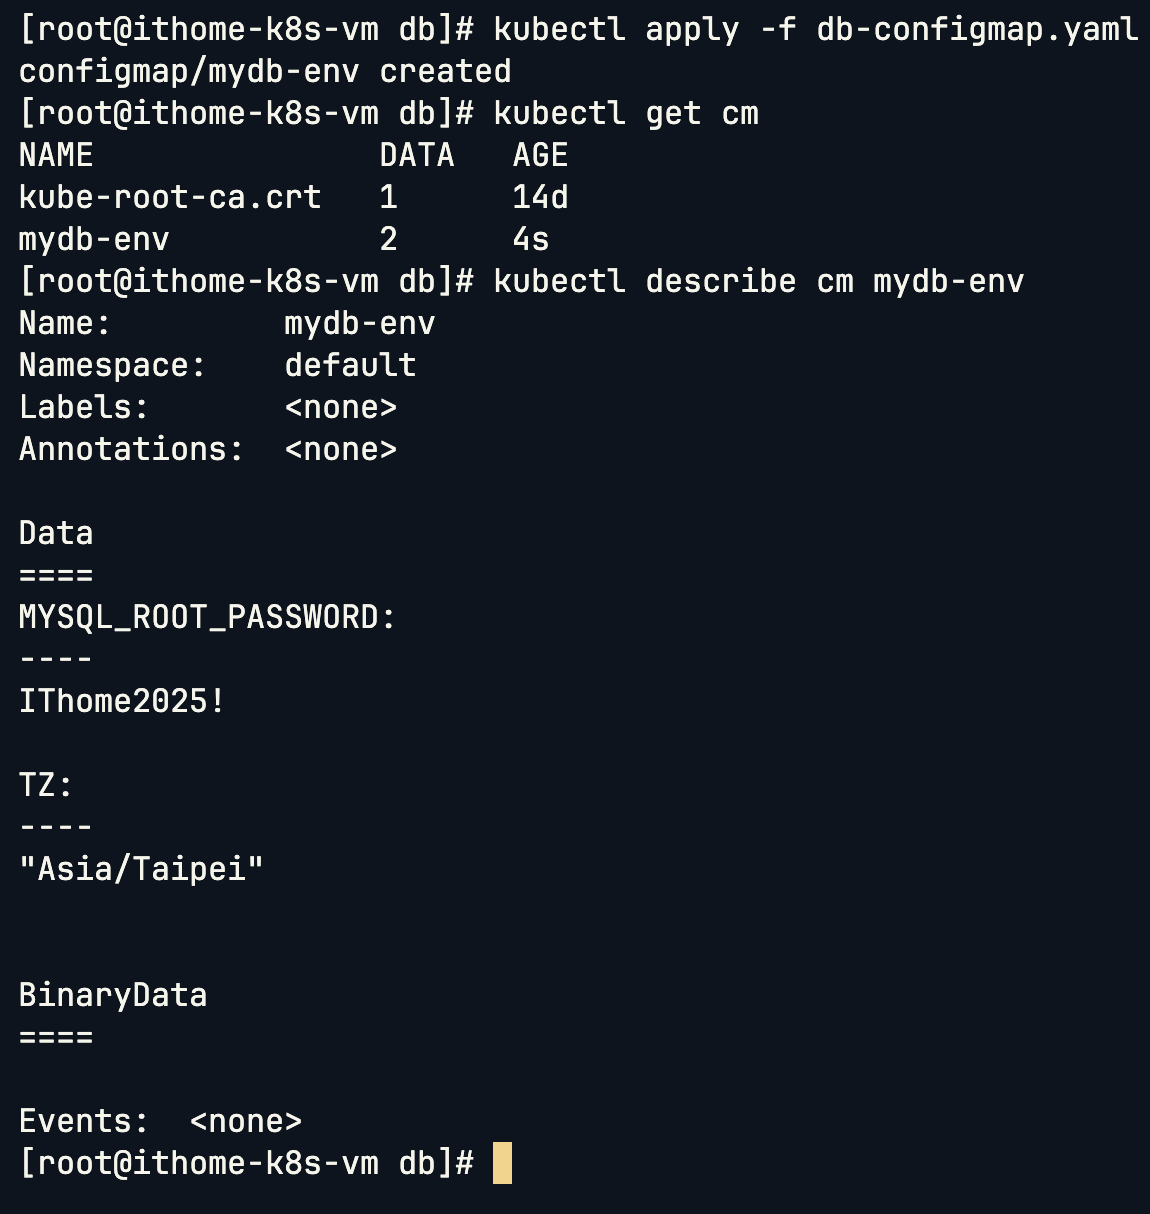 [root@ithome-k8s-vm db]# kubectl apply -f db-configmap.yaml
configmap/mydb-env created
[root@ithome-k8s-vm db]# kubectl get cm
NAME               DATA   AGE
kube-root-ca.crt   1      14d
mydb-env           2      4s
[root@ithome-k8s-vm db]# kubectl describe cm mydb-env
Name:         mydb-env
Namespace:    default
Labels:       <none>
Annotations:  <none>

Data
====
MYSQL_ROOT_PASSWORD:
----
IThome2025!

TZ:
----
"Asia/Taipei"


BinaryData
====

Events:  <none>
[root@ithome-k8s-vm db]#